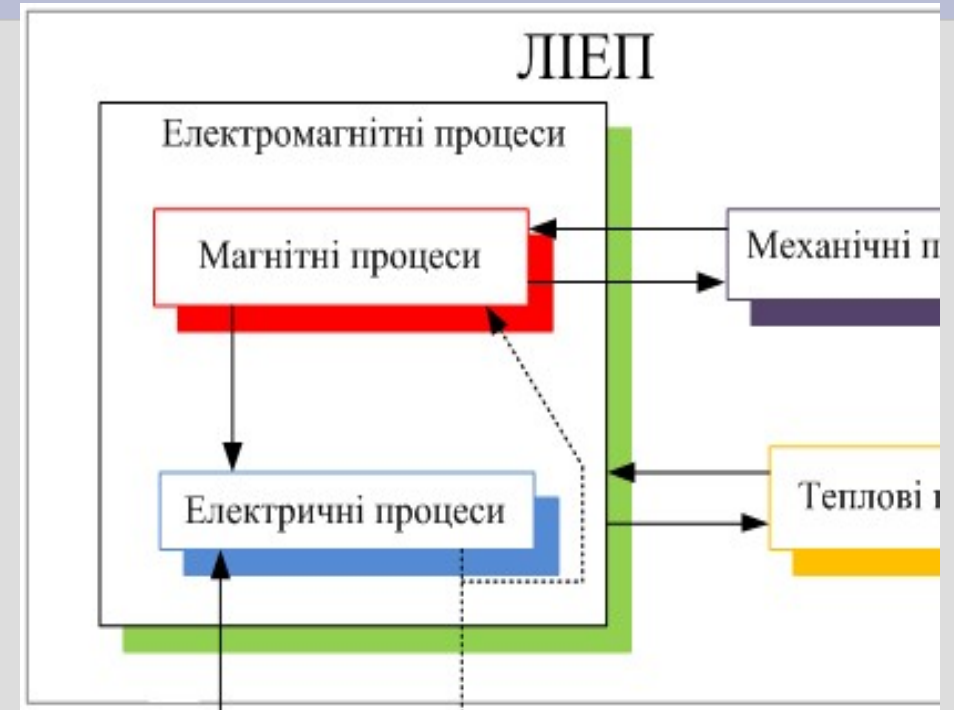 ЛІЕП
Електромагнітні процеси
Магнітні процеси
Механічні п
Електричні процеси
Теплові